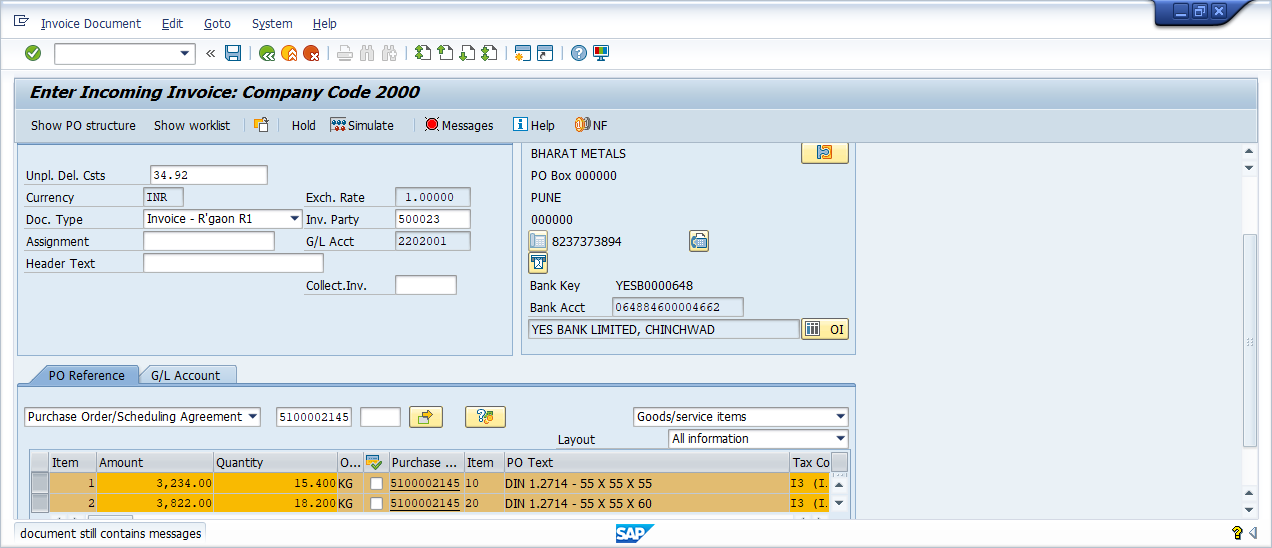 Invoice Document Edit Goto System Help
Enter Incoming Invoice: Company Code 2000
Show PO structure Show worklist Hold Simulate Messages Help NF
BHARAT METALS
Unpl. Del. Csts 34.92 PO Box 000000
Currency INR Exch. Rate 1.00000 PUNE
Doc. Type Invoice - R'gaon R1 Inv. Party 500023 000000
Assignment G/L Acct 2202001 8237373894
Header Text
Collect.Inv. Bank Key YESB0000648
Bank Acct 064884600004662
YES BANK LIMITED, CHINCHWAD OI
PO Reference G/L Account
Purchase Order/Scheduling Agreement 5100002145 Goods/service items
Layout All information
Item Amount Quantity O... Purchase ... Item PO Text Tax Co
1 3,234.00 15.400 KG 5100002145 10 DIN 1.2714 - 55 X 55 X 55 I3 (I.
2 3,822.00 18.200 KG 5100002145 20 DIN 1.2714 - 55 X 55 X 60 I3 (I.
document still contains messages SAP